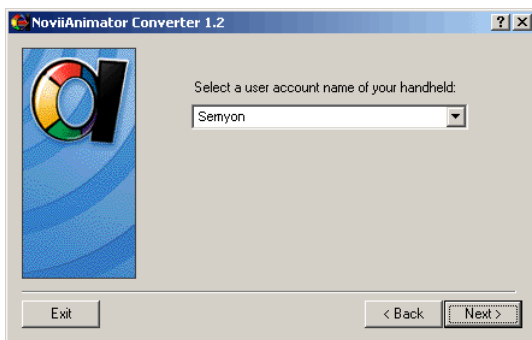 NoviiAnimator Converter 1.2
Select a user account name of your handheld:
Semyon
Exit
< Back
Next >